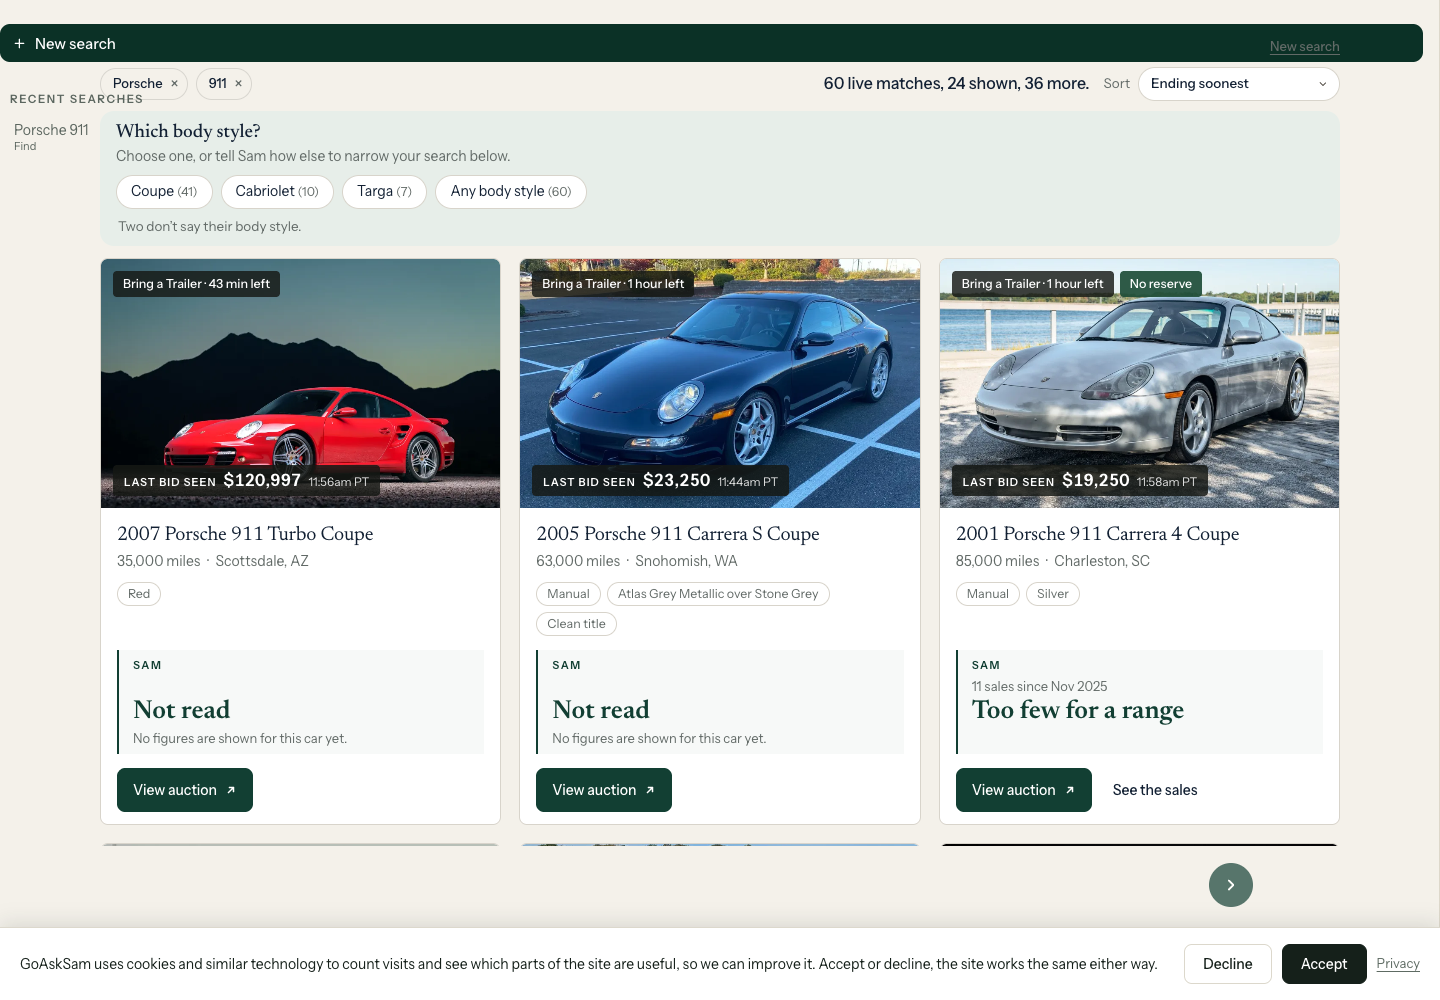 + New search
New search
Porsche × 911 ×
60 live matches, 24 shown, 36 more. Sort Ending soonest
RECENT SEARCHES
Porsche 911
Find
Which body style?
Choose one, or tell Sam how else to narrow your search below.
Coupe (41) Cabriolet (10) Targa (7) Any body style (60)
Two don't say their body style.
Bring a Trailer · 43 min left
LAST BID SEEN $120,997 11:56am PT
2007 Porsche 911 Turbo Coupe
35,000 miles · Scottsdale, AZ
Red
SAM
Not read
No figures are shown for this car yet.
View auction
Bring a Trailer · 1 hour left
LAST BID SEEN $23,250 11:44am PT
2005 Porsche 911 Carrera S Coupe
63,000 miles · Snohomish, WA
Manual Atlas Grey Metallic over Stone Grey
Clean title
SAM
Not read
No figures are shown for this car yet.
View auction
Bring a Trailer · 1 hour left No reserve
LAST BID SEEN $19,250 11:58am PT
2001 Porsche 911 Carrera 4 Coupe
85,000 miles · Charleston, SC
Manual Silver
SAM
11 sales since Nov 2025
Too few for a range
View auction See the sales
GoAskSam uses cookies and similar technology to count visits and see which parts of the site are useful, so we can improve it. Accept or decline, the site works the same either way. Decline Accept Privacy